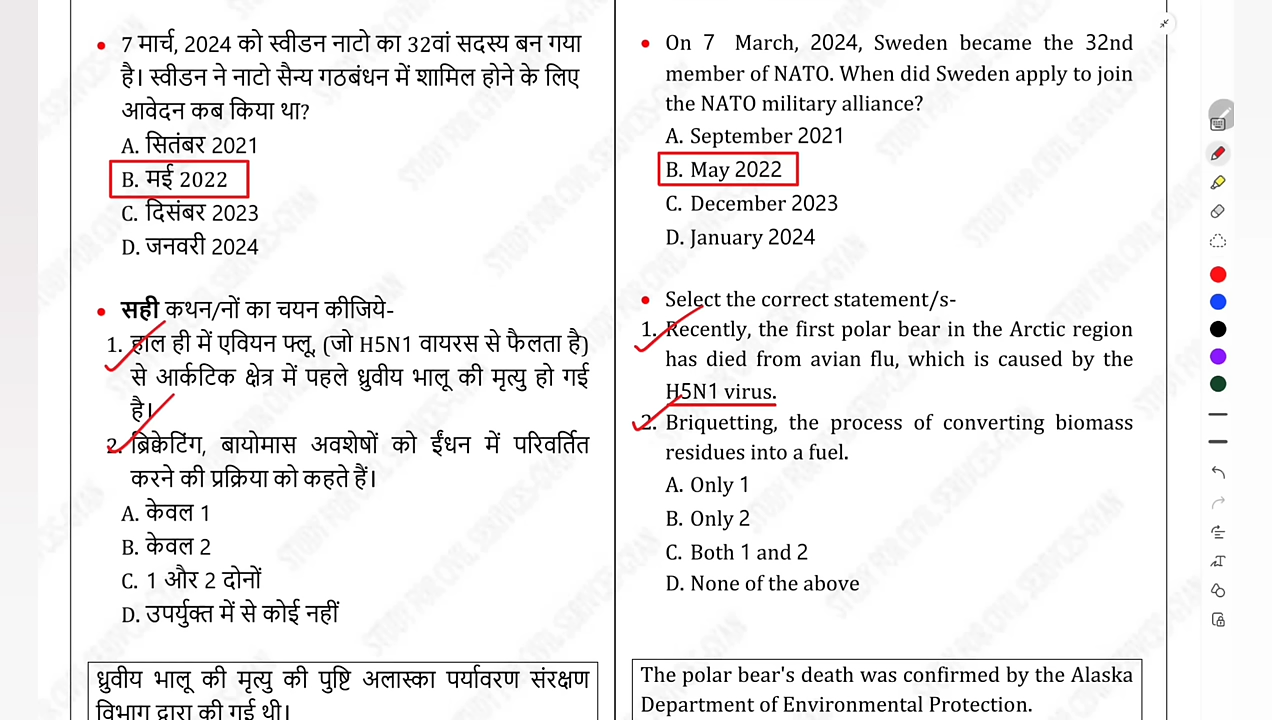 7 मार्च, 2024 को स्वीडन नाटो का 32वां सदस्य बन गया
है। स्वीडन ने नाटो सैन्य गठबंधन में शामिल होने के लिए
आवेदन कब किया था?
A. सितंबर 2021
B. मई 2022
C. दिसंबर 2023
D. जनवरी 2024
सही कथन/नों का चयन कीजिये-
1. हाल ही में एवियन फ्लू, (जो H5N1 वायरस से फैलता है)
से आर्कटिक क्षेत्र में पहले ध्रुवीय भालू की मृत्यु हो गई
है।
2. ब्रिकेटिंग, बायोमास अवशेषों को ईंधन में परिवर्तित
करने की प्रक्रिया को कहते हैं।
A. केवल 1
B. केवल 2
C. 1 और 2 दोनों
D. उपर्युक्त में से कोई नहीं
ध्रुवीय भालू की मृत्यु की पुष्टि अलास्का पर्यावरण संरक्षण
विभाग द्वारा की गई थी।
On 7 March, 2024, Sweden became the 32nd
member of NATO. When did Sweden apply to join
the NATO military alliance?
A. September 2021
B. May 2022
C. December 2023
D. January 2024
Select the correct statement/s-
1. Recently, the first polar bear in the Arctic region
has died from avian flu, which is caused by the
H5N1 virus.
2. Briquetting, the process of converting biomass
residues into a fuel.
A. Only 1
B. Only 2
C. Both 1 and 2
D. None of the above
The polar bear's death was confirmed by the Alaska
Department of Environmental Protection.